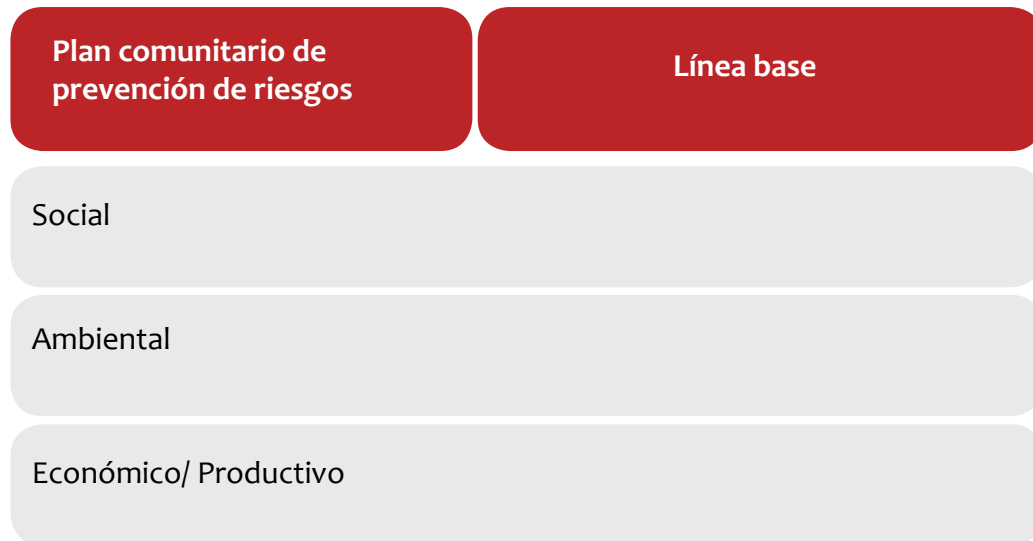 Plan comunitario de
prevención de riesgos
Línea base
Social
Ambiental
Económico/ Productivo